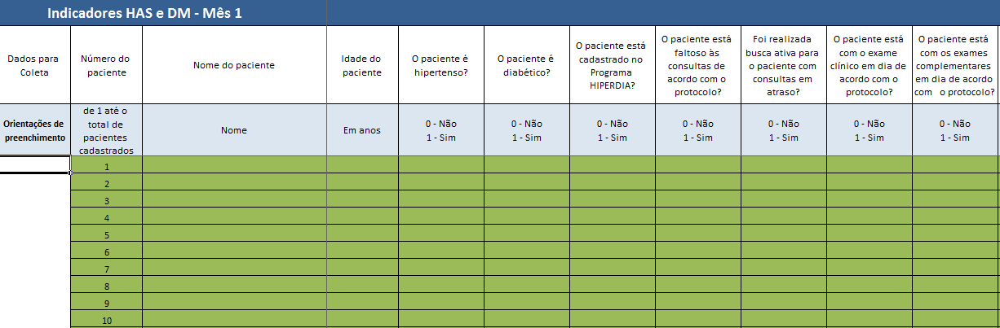 Indicadores HAS e DM - Mês 1
Dados para
Coleta
Número do
paciente
Nome do paciente
Idade do
paciente
O paciente é
hipertenso?
O paciente é
diabético?
O paciente está
cadastrado no
Programa
HIPERDIA?
O paciente está
faltoso às
consultas de
acordo com o
protocolo?
Foi realizada
busca ativa para
o paciente com
consultas em
atraso?
O paciente está
com o exame
clínico em dia de
acordo com o
protocolo?
O paciente está
com os exames
complementares
em dia de acordo
com o protocolo?
Orientações de
preenchimento
de 1 até o
total de
pacientes
cadastrados
Nome
Em anos
0 - Não
1 - Sim
0 - Não
1 - Sim
0 - Não
1 - Sim
0 - Não
1 - Sim
0 - Não
1 - Sim
0 - Não
1 - Sim
0 - Não
1 - Sim
1
2
3
4
5
6
7
8
9
10